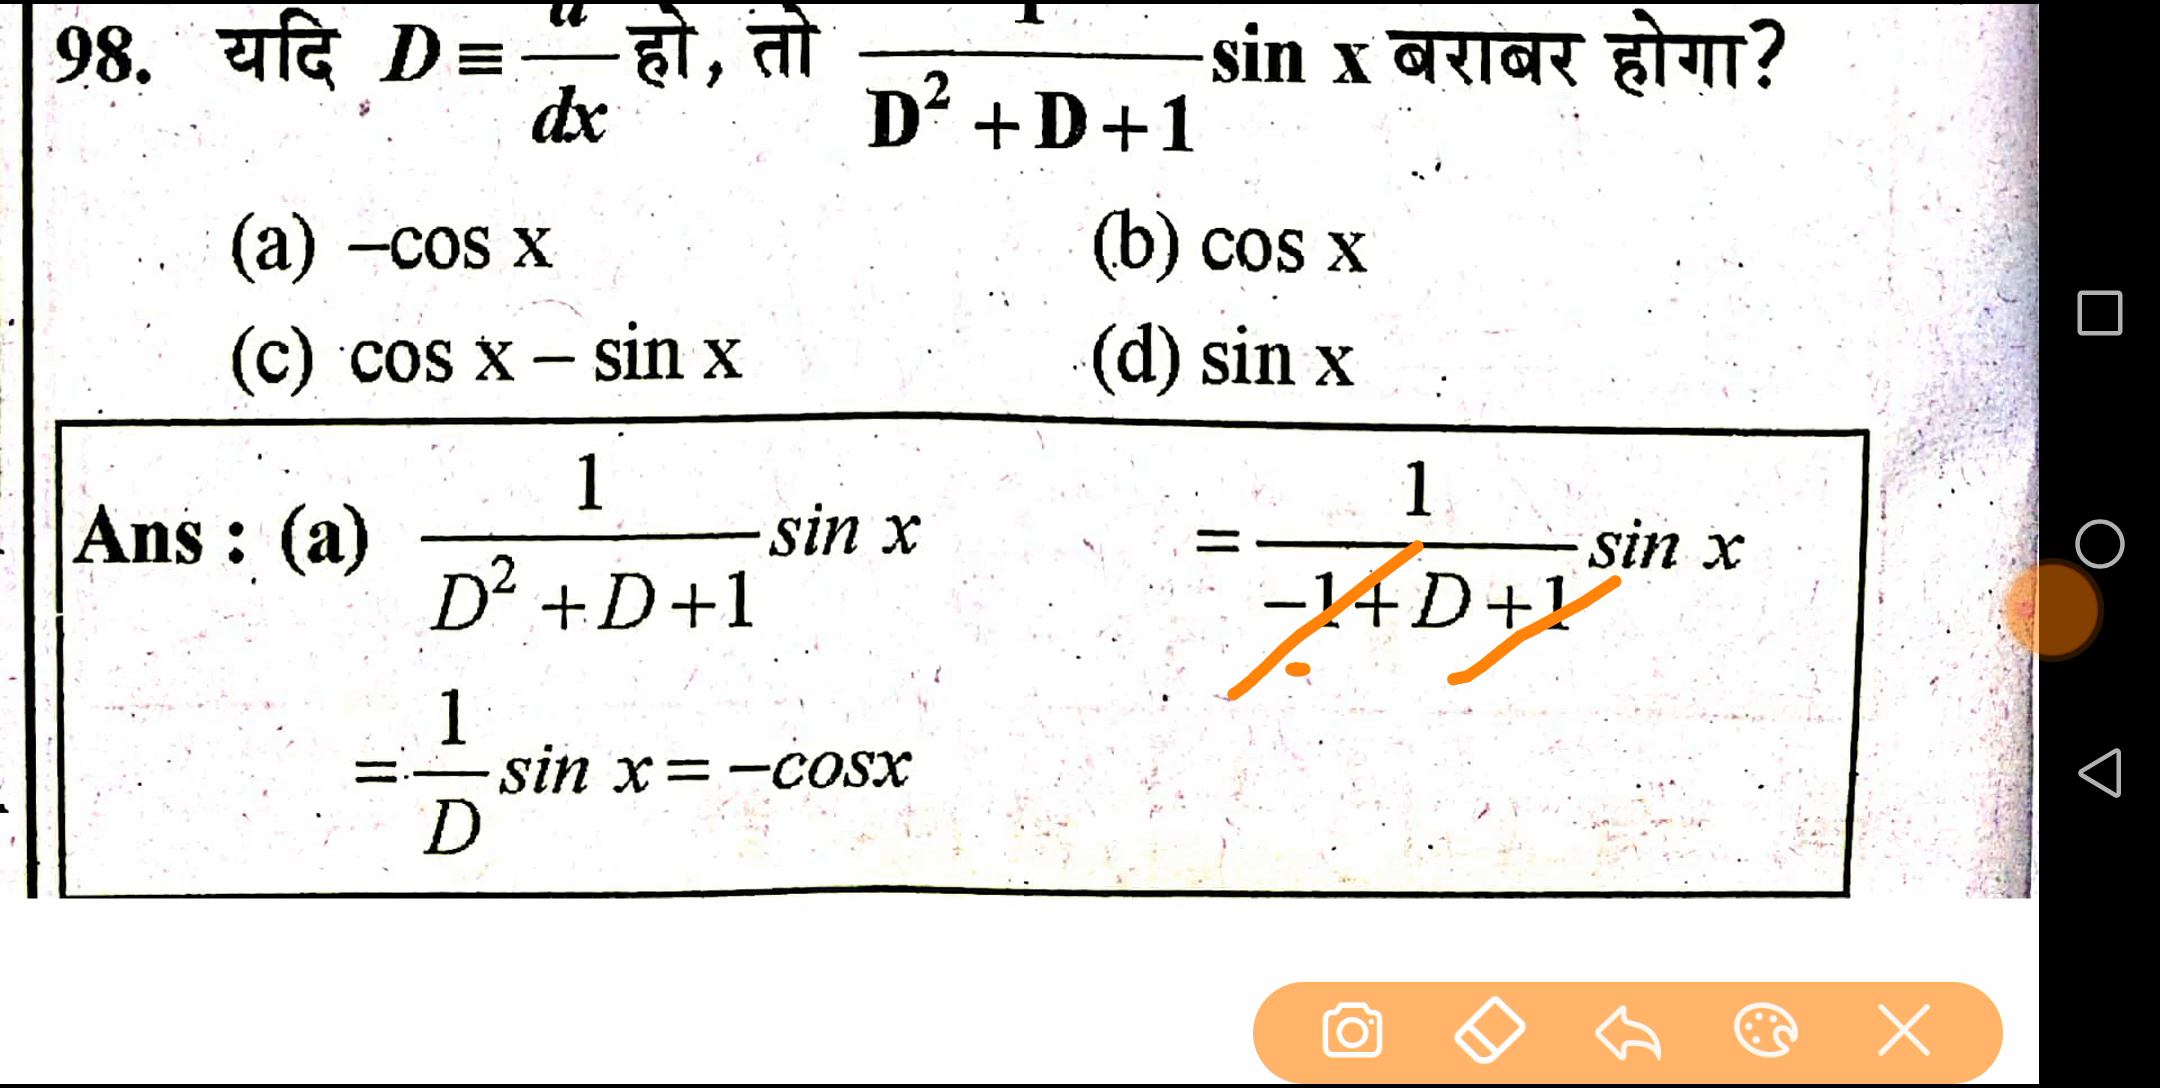 98. यदि D ≡ d/dx हो, तो 1/(D² + D + 1) sin x बराबर होगा?
(a) –cos x (b) cos x
(c) cos x – sin x (d) sin x
Ans : (a) 1/(D² + D + 1) sin x = 1/(–1 + D + 1) sin x
= 1/D sin x = –cosx